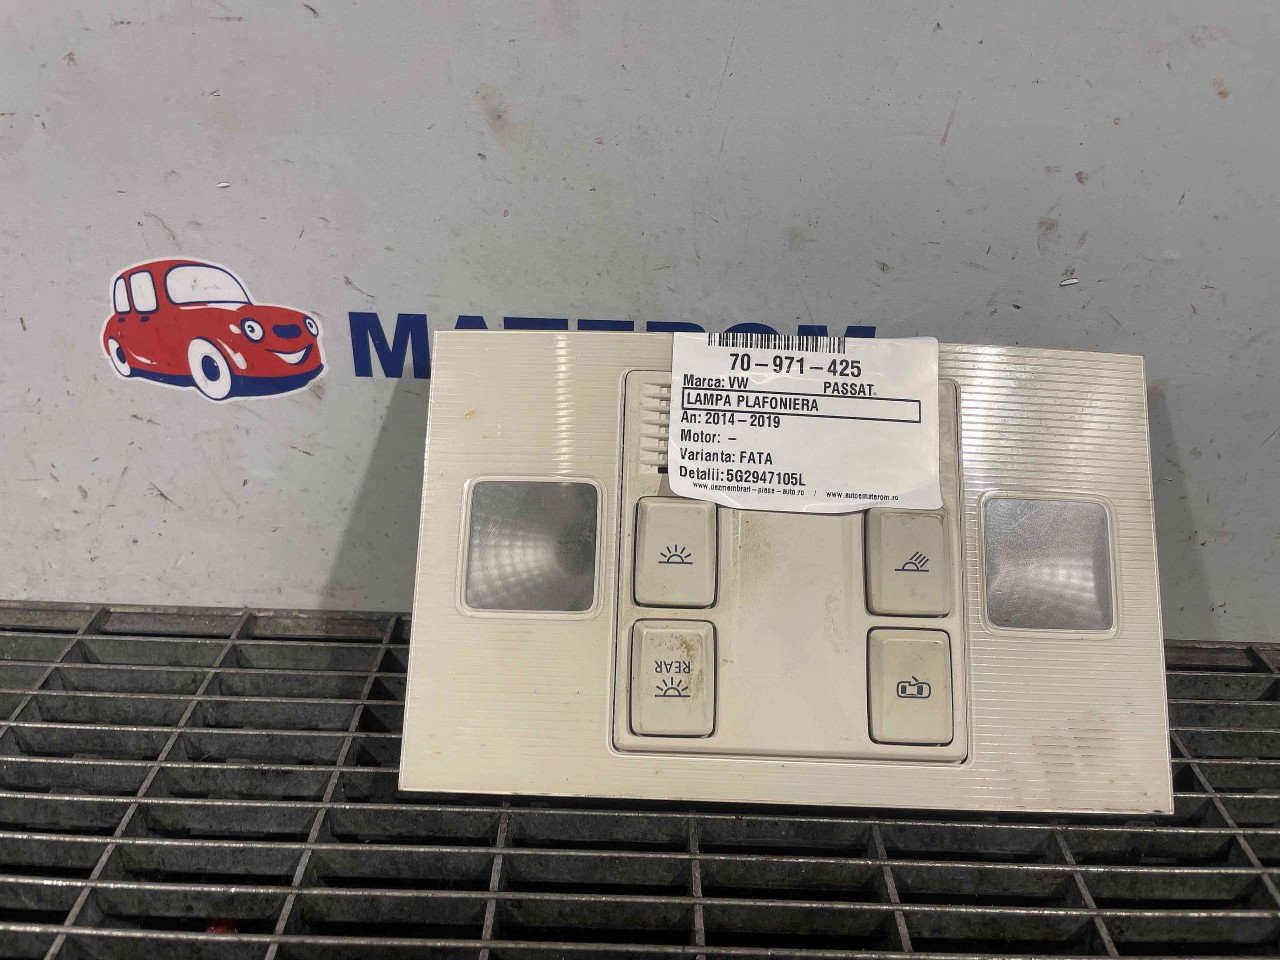 MATEROM
70-971-425
Marca: VW PASSAT
LAMPA PLAFONIERA
An: 2014-2019
Motor: -
Varianta: FATA
Detalii: 5G2947105L
www.dezmembrari-piese-auto.ro / www.autoematerom.ro
REAR